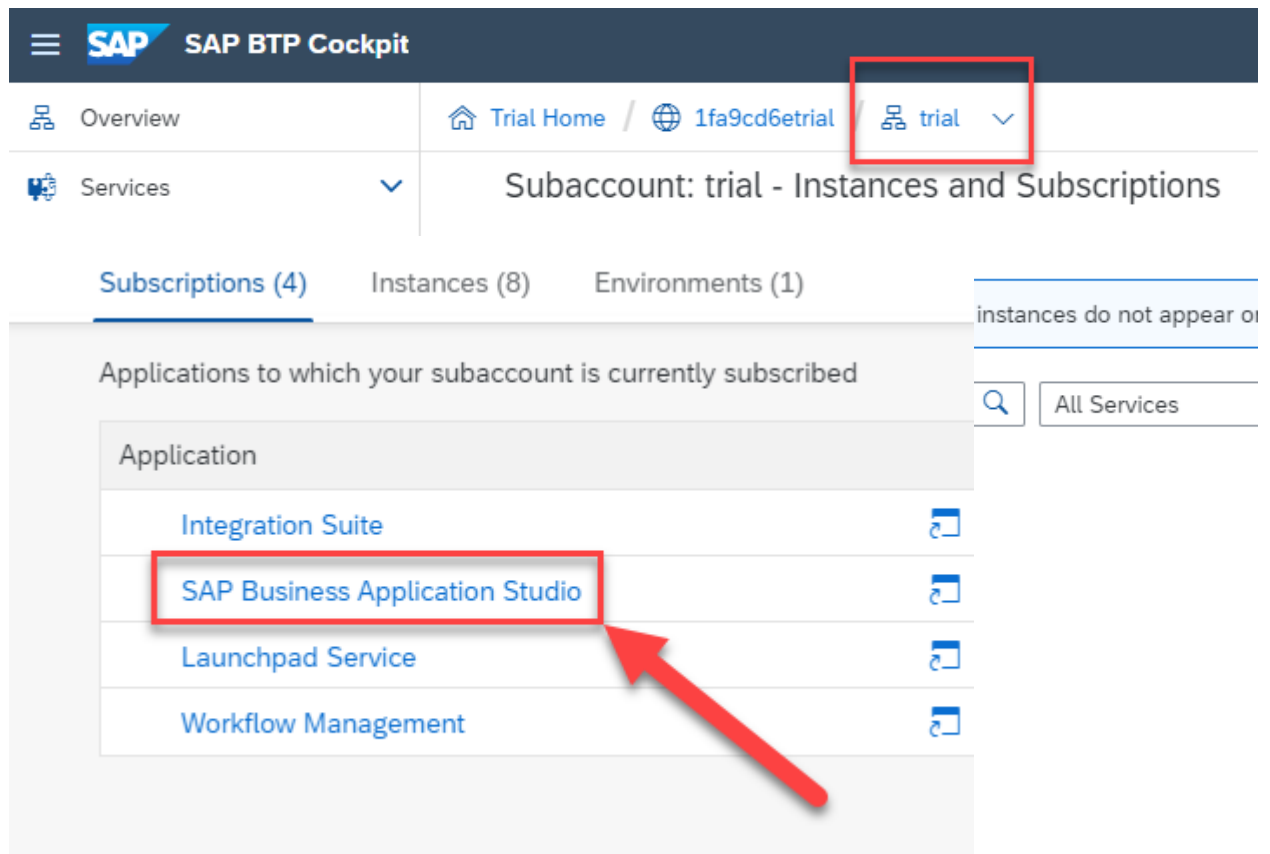 SAP SAP BTP Cockpit
Overview
Trial Home / 1fa9cd6etrial / trial
Services
Subaccount: trial - Instances and Subscriptions
Subscriptions (4) Instances (8) Environments (1)
instances do not appear
Applications to which your subaccount is currently subscribed
All Services
Application
Integration Suite
SAP Business Application Studio
Launchpad Service
Workflow Management